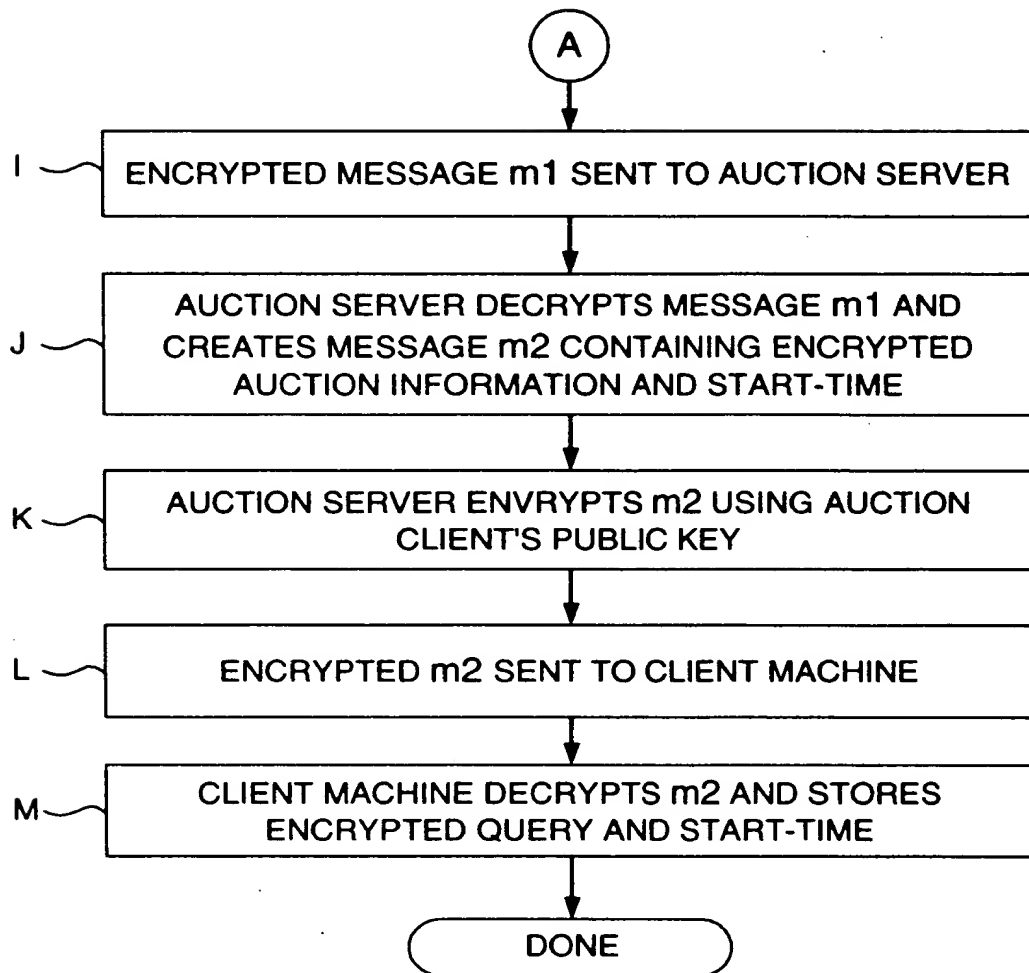 A
I
ENCRYPTED MESSAGE m1 SENT TO AUCTION SERVER
J
AUCTION SERVER DECRYPTS MESSAGE m1 AND
CREATES MESSAGE m2 CONTAINING ENCRYPTED
AUCTION INFORMATION AND START-TIME
K
AUCTION SERVER ENVRYPTS m2 USING AUCTION
CLIENT'S PUBLIC KEY
L
ENCRYPTED m2 SENT TO CLIENT MACHINE
M
CLIENT MACHINE DECRYPTS m2 AND STORES
ENCRYPTED QUERY AND START-TIME
DONE